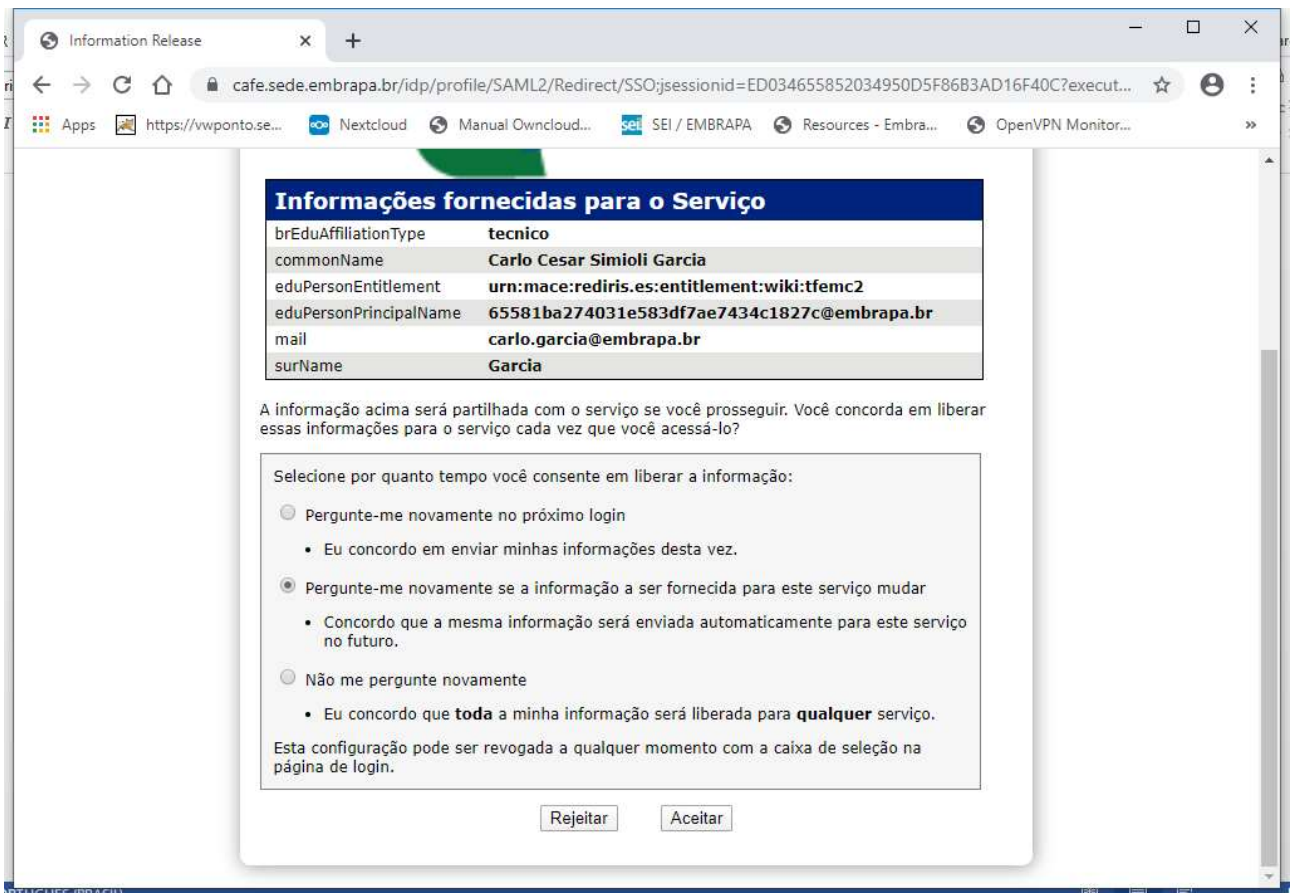 Information Release
cafe.sede.embrapa.br/idp/profile/SAML2/Redirect/SSO;jsessionid=ED034655852034950D5F86B3AD16F40C?execut...
Apps https://vwponto.se... Nextcloud Manual Owncloud... sei SEI / EMBRAPA Resources - Embra... OpenVPN Monitor... »
Informações fornecidas para o Serviço
brEduAffiliationType tecnico
commonName Carlo Cesar Simioli Garcia
eduPersonEntitlement urn:mace:rediris.es:entitlement:wiki:tfemc2
eduPersonPrincipalName 65581ba274031e583df7ae7434c1827c@embrapa.br
mail carlo.garcia@embrapa.br
surName Garcia
A informação acima será partilhada com o serviço se você prosseguir. Você concorda em liberar
essas informações para o serviço cada vez que você acessá-lo?
Selecione por quanto tempo você consente em liberar a informação:
Pergunte-me novamente no próximo login
• Eu concordo em enviar minhas informações desta vez.
Pergunte-me novamente se a informação a ser fornecida para este serviço mudar
• Concordo que a mesma informação será enviada automaticamente para este serviço
no futuro.
Não me pergunte novamente
• Eu concordo que toda a minha informação será liberada para qualquer serviço.
Esta configuração pode ser revogada a qualquer momento com a caixa de seleção na
página de login.
Rejeitar Aceitar